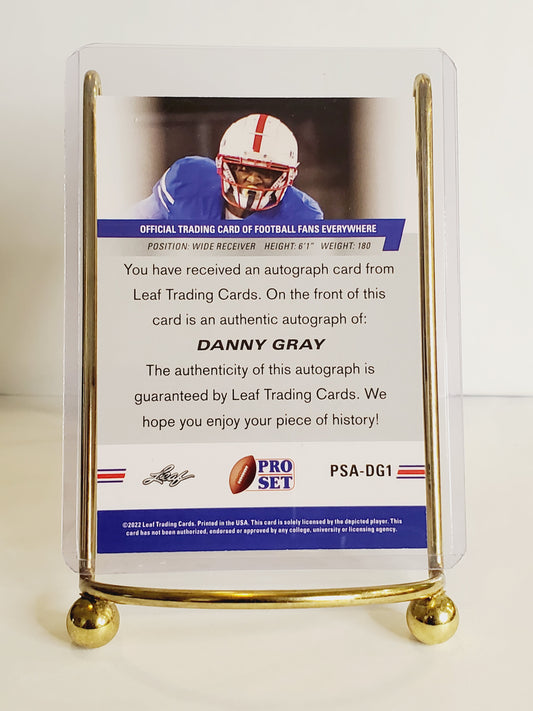 OFFICIAL TRADING CARD OF FOOTBALL FANS EVERYWHERE
POSITION: WIDE RECEIVER HEIGHT: 6'1" WEIGHT: 180
You have received an autograph card from
Leaf Trading Cards. On the front of this
card is an authentic autograph of:
DANNY GRAY
The authenticity of this autograph is
guaranteed by Leaf Trading Cards. We
hope you enjoy your piece of history!
Leaf
PRO
SET
PSA-DG1
©2022 Leaf Trading Cards. Printed in the USA. This card is solely licensed by the depicted player. This
card has not been authorized, endorsed or approved by any college, university or licensing agency.